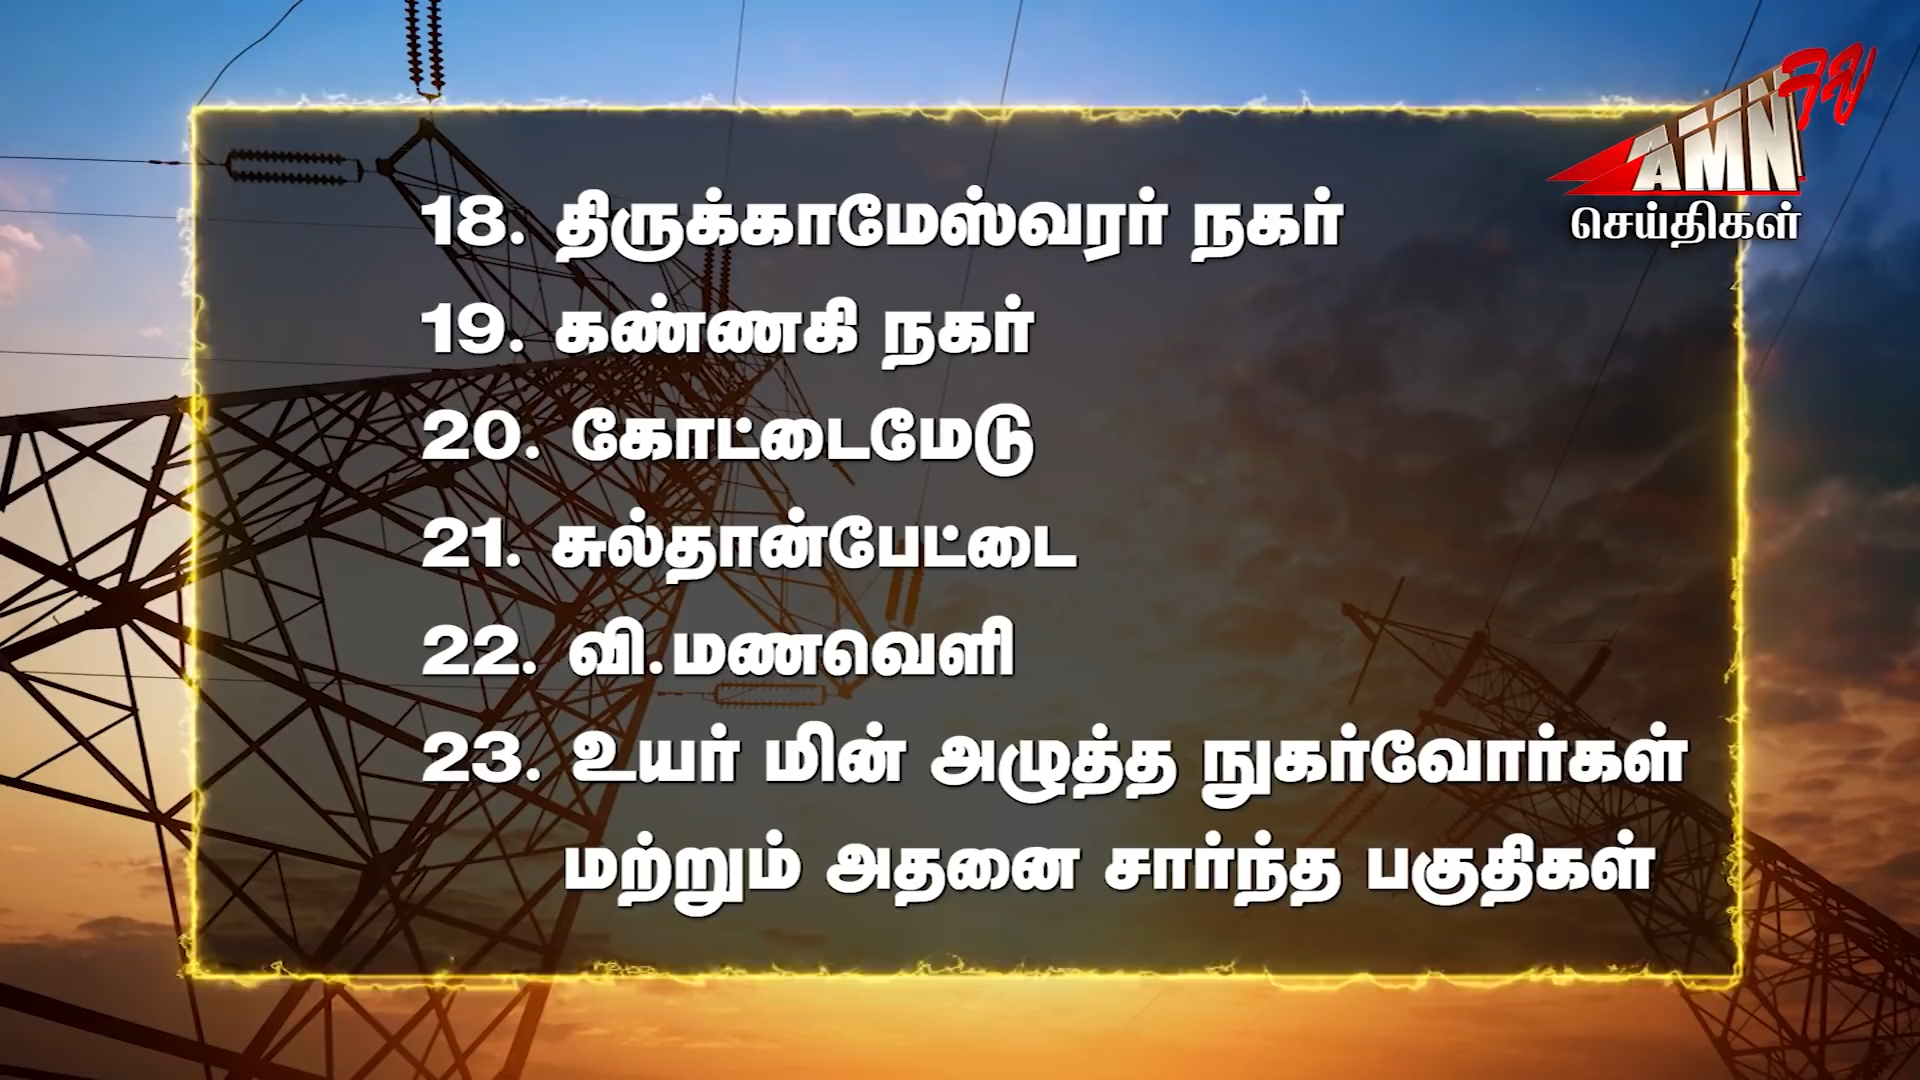 AMN TV
செய்திகள்
18. திருக்காமேஸ்வரர் நகர்
19. கண்ணகி நகர்
20. கோட்டைமேடு
21. சுல்தான்பேட்டை
22. வி.மணவெளி
23. உயர் மின் அழுத்த நுகர்வோர்கள்
மற்றும் அதனை சார்ந்த பகுதிகள்